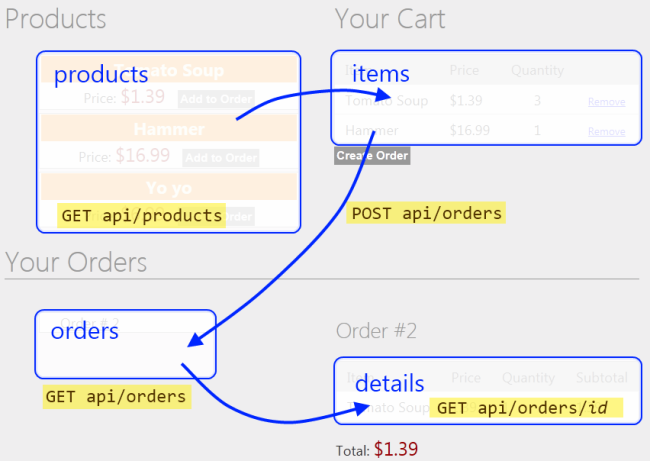 Products
products
Tomato Soup
Price: $1.39 Add to Order
Hammer
Price: $16.99 Add to Order
Yo yo
GET api/products
Order
Your Cart
items
Price Quantity
Tomato Soup $1.39 3 Remove
Hammer $16.99 1 Remove
Create Order
POST api/orders
Your Orders
orders
GET api/orders
Order #2
details
Price Quantity Subtotal
Tomato Soup
GET api/orders/id
Total: $1.39